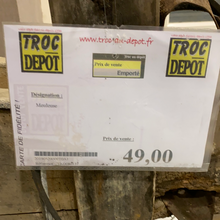 www.troc-depot.fr
TROC
DEPOT
TROC
DEPOT
Prix de vente
Emporté
Désignation :
CARTE DE FIDÉLITÉ !
Prix de vente :
49,00